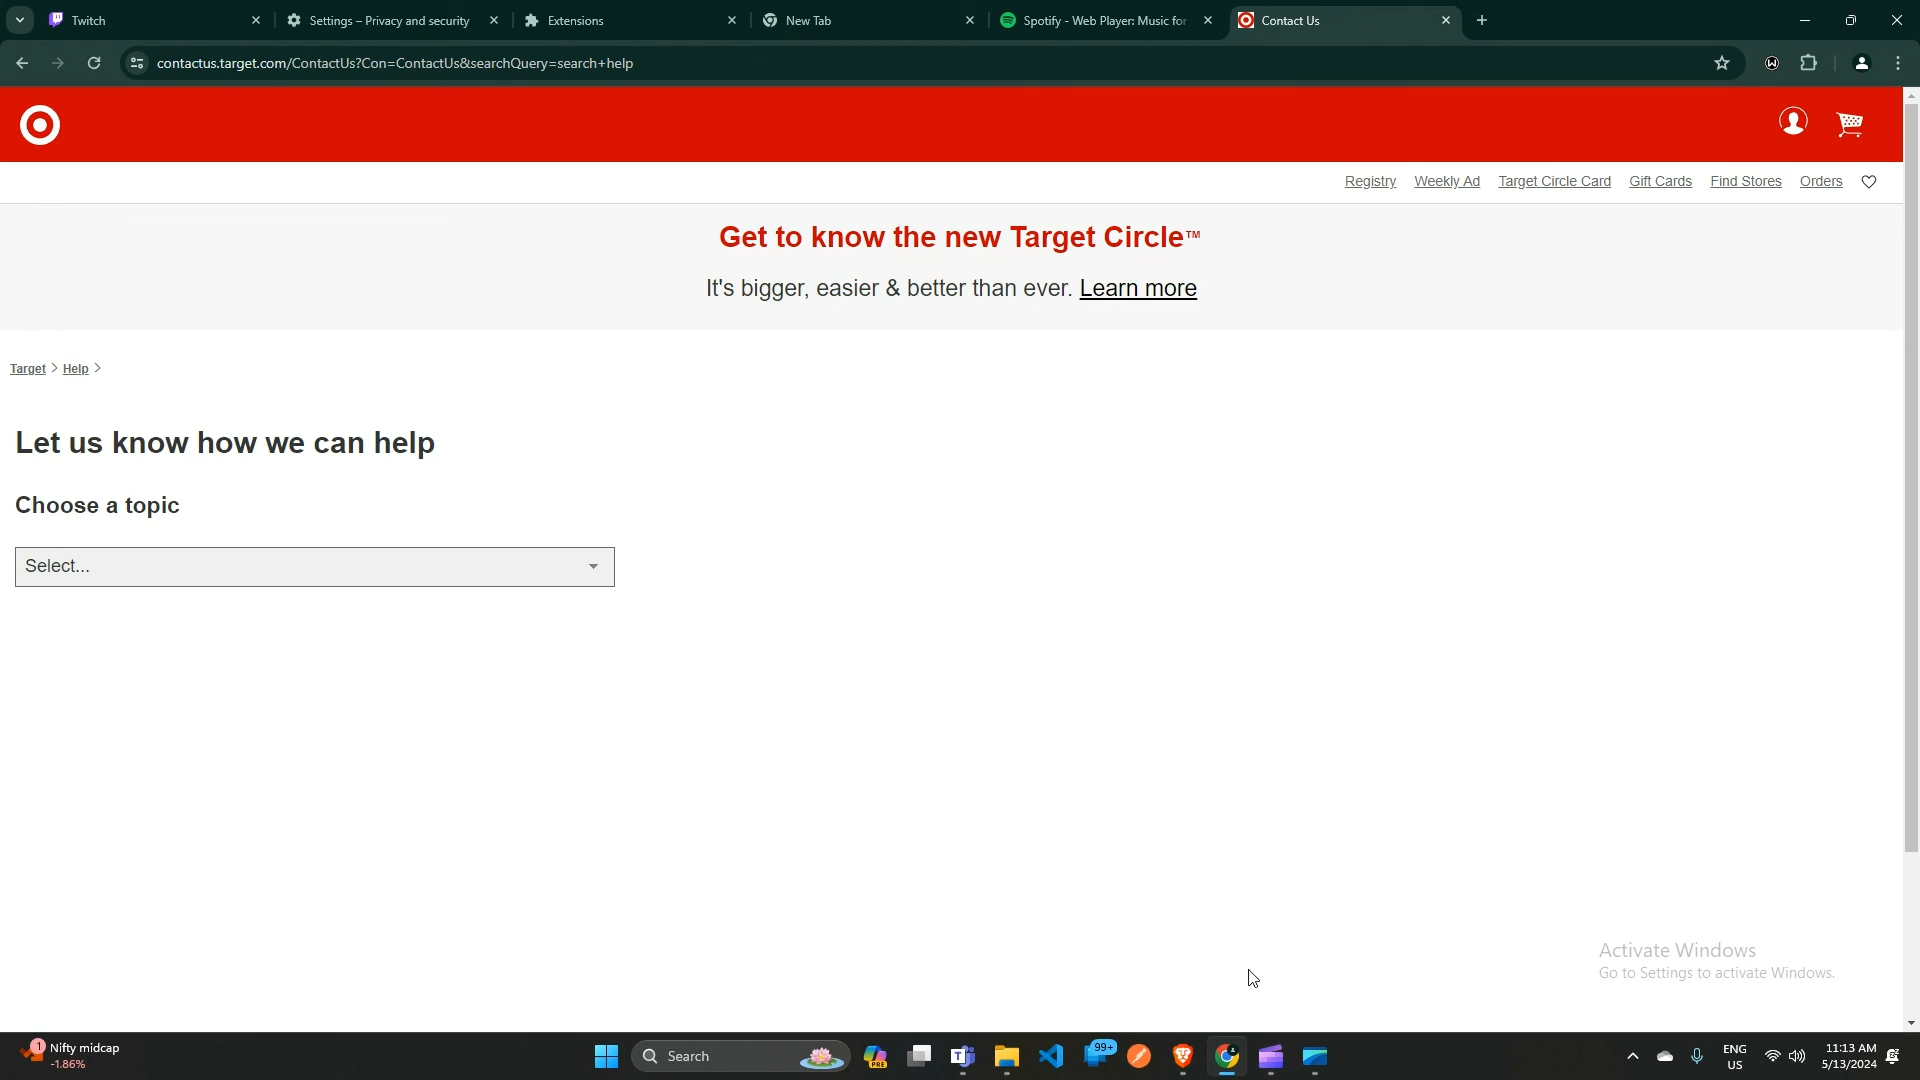 Twitch
Settings – Privacy and security
Extensions
New Tab
Spotify - Web Player: Music for
Contact Us
contactus.target.com/ContactUs?Con=ContactUs&searchQuery=search+help
Registry Weekly Ad Target Circle Card Gift Cards Find Stores Orders
Get to know the new Target Circle™
It's bigger, easier & better than ever. Learn more
Target > Help >
Let us know how we can help
Choose a topic
Select...
Activate Windows
Go to Settings to activate Windows.
1
Nifty midcap
-1.86%
Search
PRE
99+
ENG
US
11:13 AM
5/13/2024